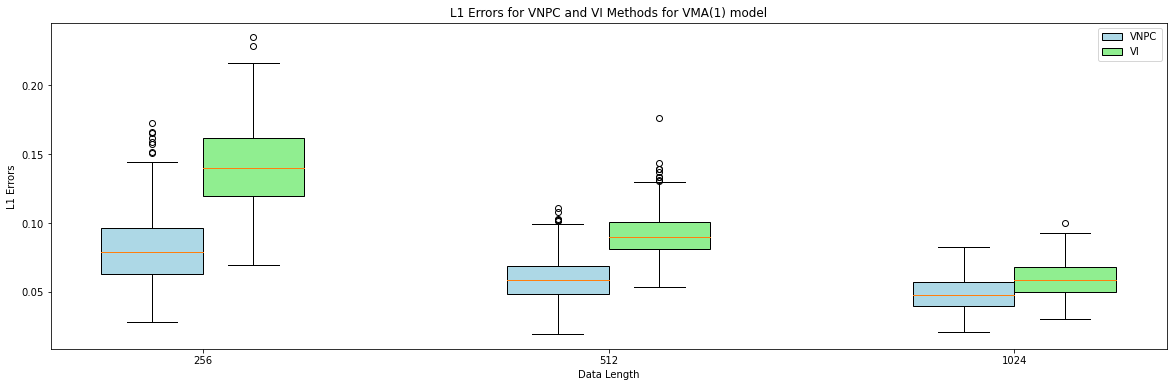 L1 Errors for VNPC and VI Methods for VMA(1) model
VNPC
VI
L1 Errors
0.20
0.15
0.10
0.05
256
512
1024
Data Length